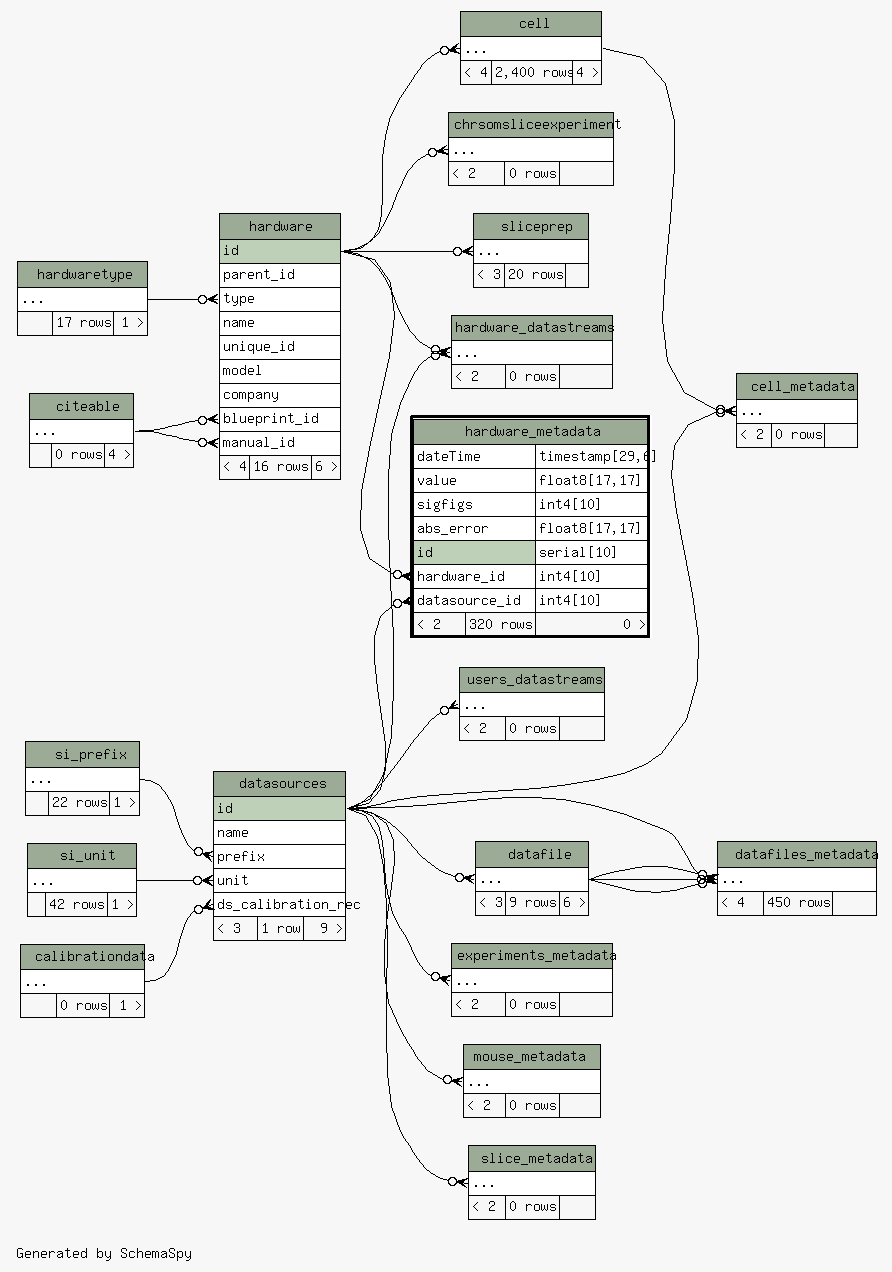 cell
...
< 4 2,400 rows 4 >
chrsomsliceexperiment
...
< 2 0 rows
hardware
id
parent_id
type
name
unique_id
model
company
blueprint_id
manual_id
< 4 16 rows 6 >
sliceprep
...
< 3 20 rows
hardwaretype
...
17 rows 1 >
hardware_datastreams
...
< 2 0 rows
citeable
...
0 rows 4 >
cell_metadata
...
< 2 0 rows
hardware_metadata
dateTime timestamp[29,6]
value float8[17,17]
sigfigs int4[10]
abs_error float8[17,17]
id serial[10]
hardware_id int4[10]
datasource_id int4[10]
< 2 320 rows 0 >
users_datastreams
...
< 2 0 rows
si_prefix
...
22 rows 1 >
datasources
id
name
prefix
unit
ds_calibration_rec
< 3 1 row 9 >
si_unit
...
42 rows 1 >
datafile
...
< 3 9 rows 6 >
datafiles_metadata
...
< 4 450 rows
calibrationdata
...
0 rows 1 >
experiments_metadata
...
< 2 0 rows
mouse_metadata
...
< 2 0 rows
slice_metadata
...
< 2 0 rows
Generated by SchemaSpy